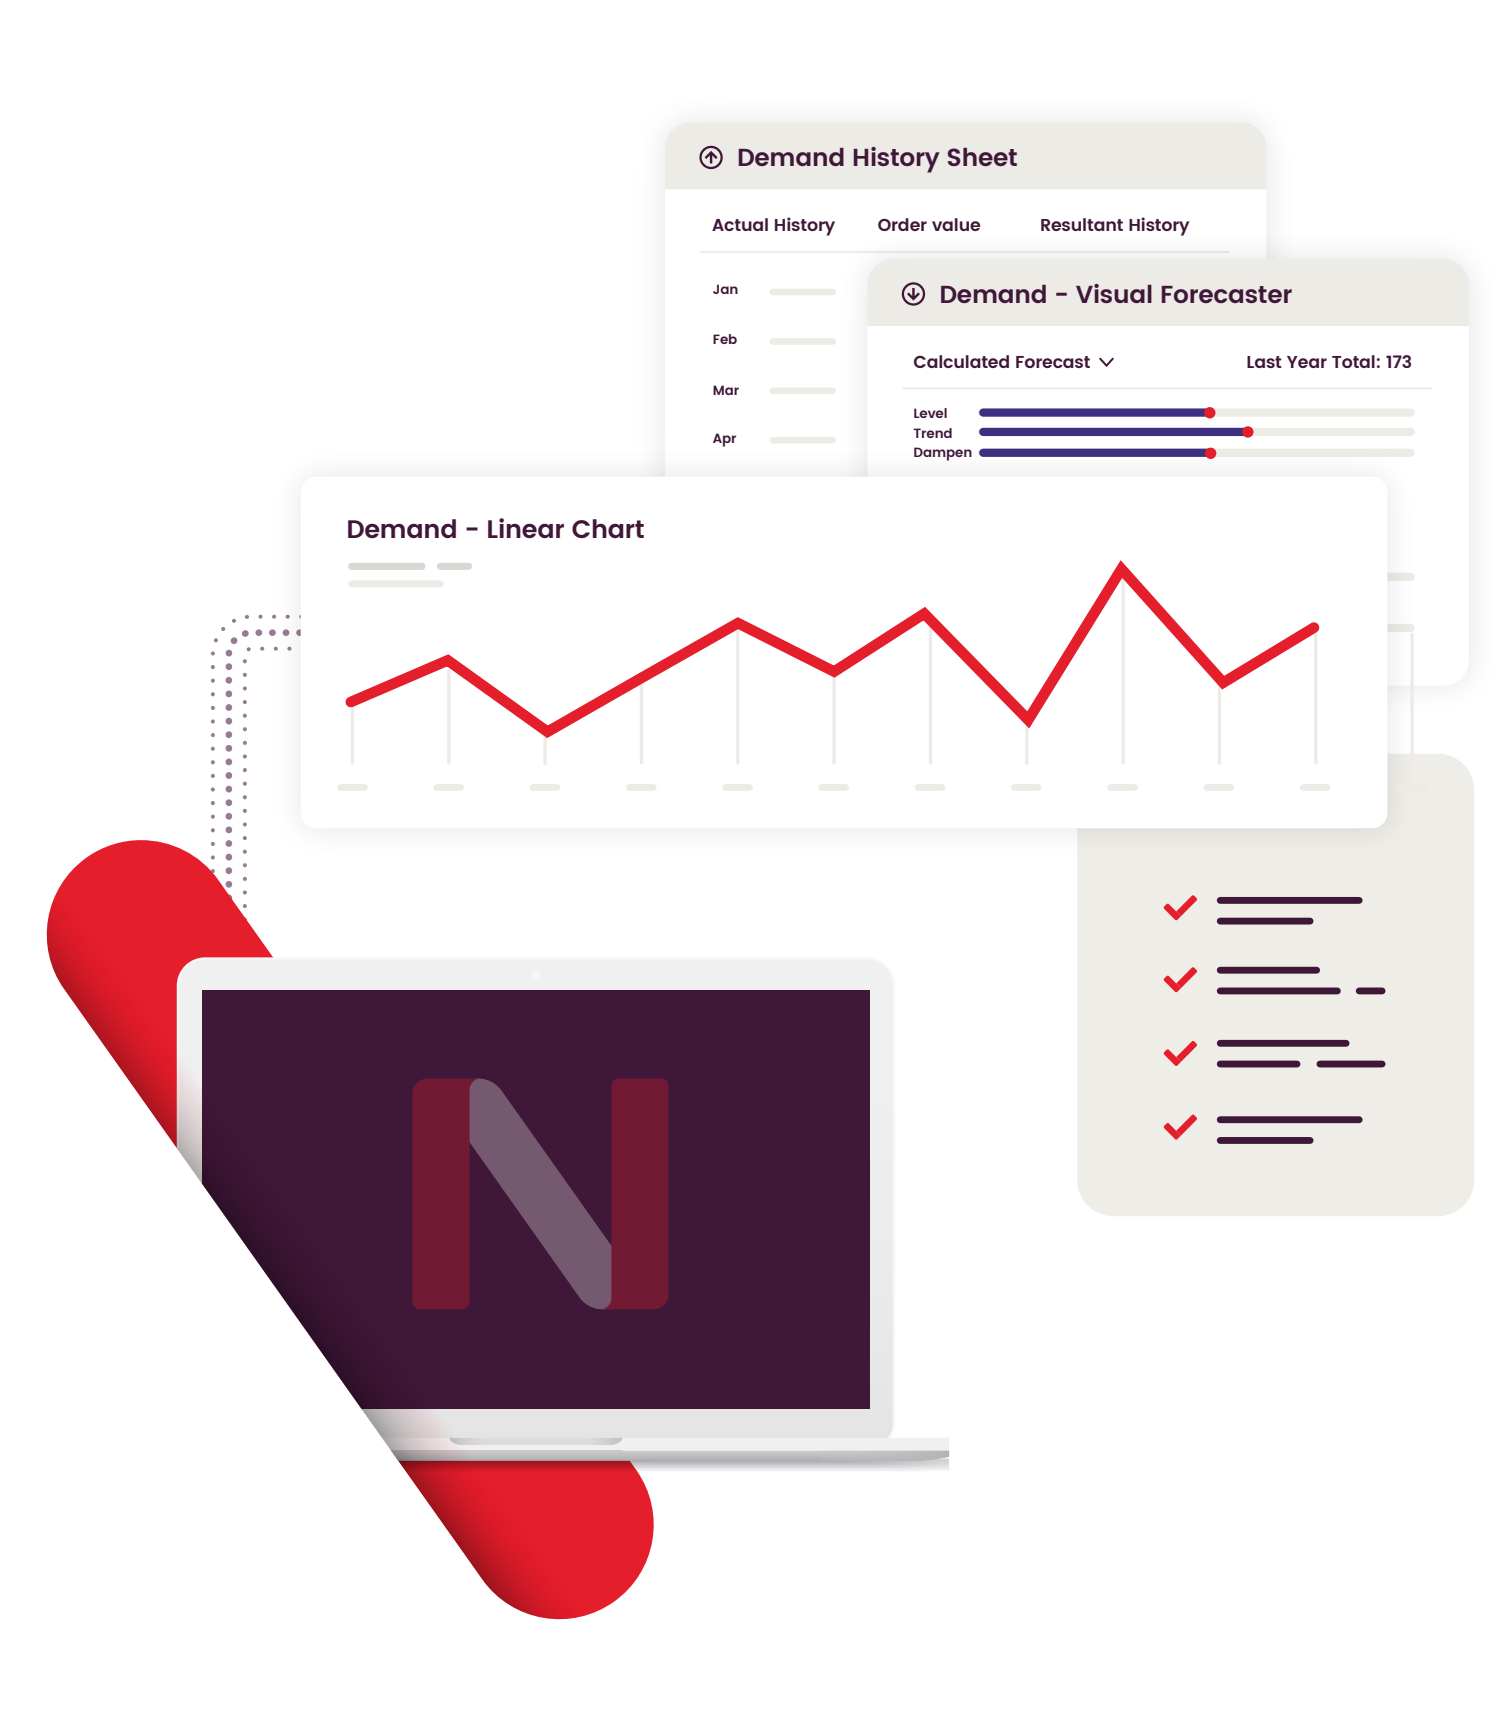 Demand History Sheet
Actual History Order value Resultant History
Jan
Feb
Mar
Apr
Demand - Visual Forecaster
Calculated Forecast Last Year Total: 173
Level
Trend
Dampen
Demand - Linear Chart
N